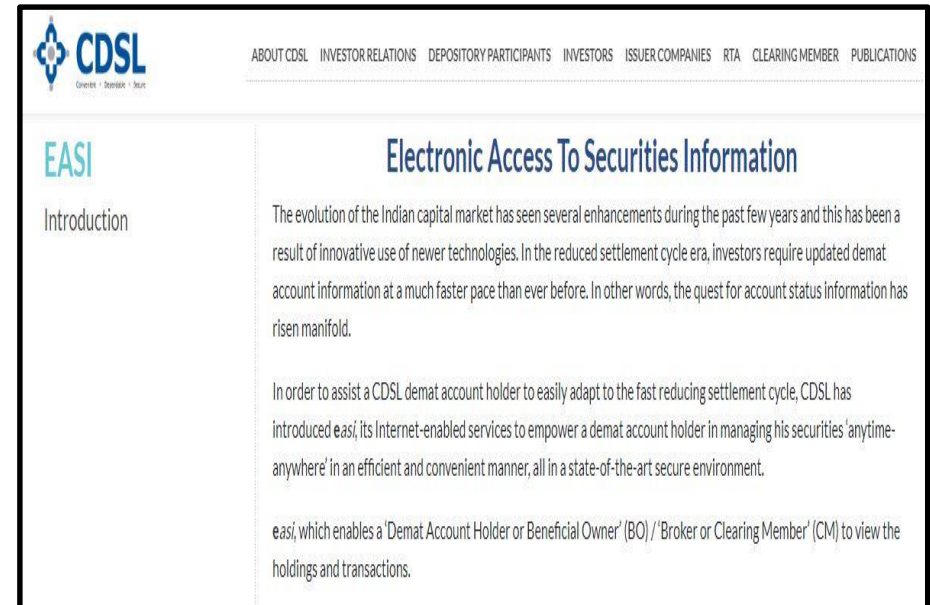 CDSL
Convenient • Dependable • Secure
ABOUT CDSL INVESTOR RELATIONS DEPOSITORY PARTICIPANTS INVESTORS ISSUER COMPANIES RTA CLEARING MEMBER PUBLICATIONS
EASI
Introduction
Electronic Access To Securities Information
The evolution of the Indian capital market has seen several enhancements during the past few years and this has been a
result of innovative use of newer technologies. In the reduced settlement cycle era, investors require updated demat
account information at a much faster pace than ever before. In other words, the quest for account status information has
risen manifold.
In order to assist a CDSL demat account holder to easily adapt to the fast reducing settlement cycle, CDSL has
introduced easi, its Internet-enabled services to empower a demat account holder in managing his securities 'anytime-
anywhere' in an efficient and convenient manner, all in a state-of-the-art secure environment.
easi, which enables a 'Demat Account Holder or Beneficial Owner' (BO) / 'Broker or Clearing Member' (CM) to view the
holdings and transactions.